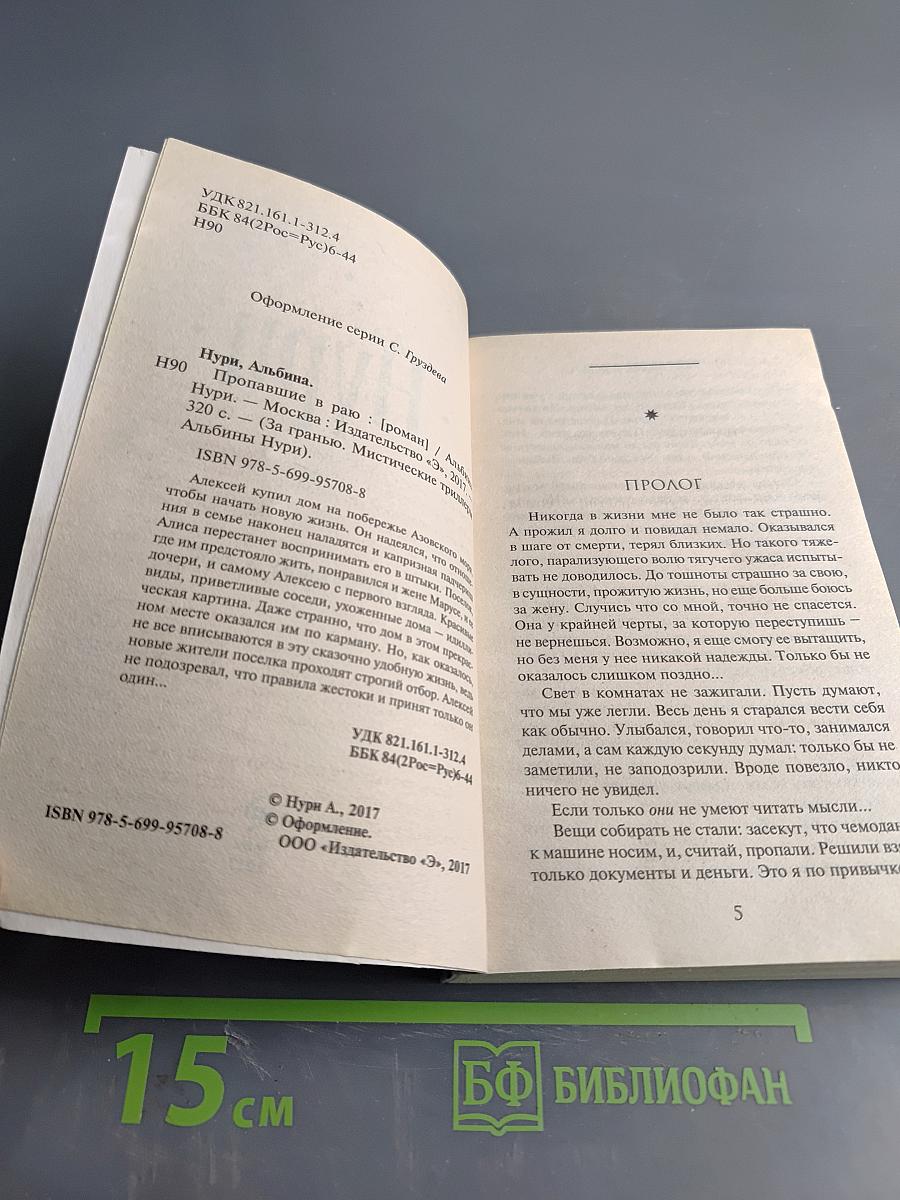 УДК 821.161.1-312.4
ББК 84(2Рос=Рус)6-44
Н90
Оформление серии С. Груздева
Нури, Альбина.
Н90 Пропавшие в раю : [роман] / Альбина
Нури. — Москва : Издательство «Э», 2017. —
320 с. — (За гранью. Мистические триллеры
Альбины Нури).
ISBN 978-5-699-95708-8
Алексей купил дом на побережье Азовского моря,
чтобы начать новую жизнь. Он надеялся, что отноше-
ния в семье наконец наладятся и капризная падчерица
Алиса перестанет воспринимать его в штыки. Поселок,
где им предстояло жить, понравился и жене Марусе, и ее
дочери, и самому Алексею с первого взгляда. Красивые
виды, приветливые соседи, ухоженные дома — идилли-
ческая картина. Даже странно, что дом в этом прекрас-
ном месте оказался им по карману. Но, как оказалось,
не все вписываются в эту сказочно удобную жизнь, ведь
новые жители поселка проходят строгий отбор. Алексей
не подозревал, что правила жестоки и принят только он
один...
УДК 821.161.1-312.4
ББК 84(2Рос=Рус)6-44
© Нури А., 2017
© Оформление.
ООО «Издательство «Э», 2017
ISBN 978-5-699-95708-8
ПРОЛОГ
Никогда в жизни мне не было так страшно.
А прожил я долго и повидал немало. Оказывался
в шаге от смерти, терял близких. Но такого тяже-
лого, парализующего волю тягучего ужаса испыты-
вать не доводилось. До тошноты страшно за свою,
в сущности, прожитую жизнь, но еще больше боюсь
за жену. Случись что со мной, точно не спасется.
Она у крайней черты, за которую переступишь —
не вернешься. Возможно, я еще смогу ее вытащить,
но без меня у нее никакой надежды. Только бы не
оказалось слишком поздно...
Свет в комнатах не зажигали. Пусть думают,
что мы уже легли. Весь день я старался вести себя
как обычно. Улыбался, говорил что-то, занимался
делами, а сам каждую секунду думал: только бы не
заметили, не заподозрили. Вроде повезло, никто
ничего не увидел.
Если только они не умеют читать мысли...
Вещи собирать не стали: засекут, что чемодан
к машине носим, и, считай, пропали. Решили взя
только документы и деньги. Это я по привычке
5
15 см
БФ БИБЛИОФАН